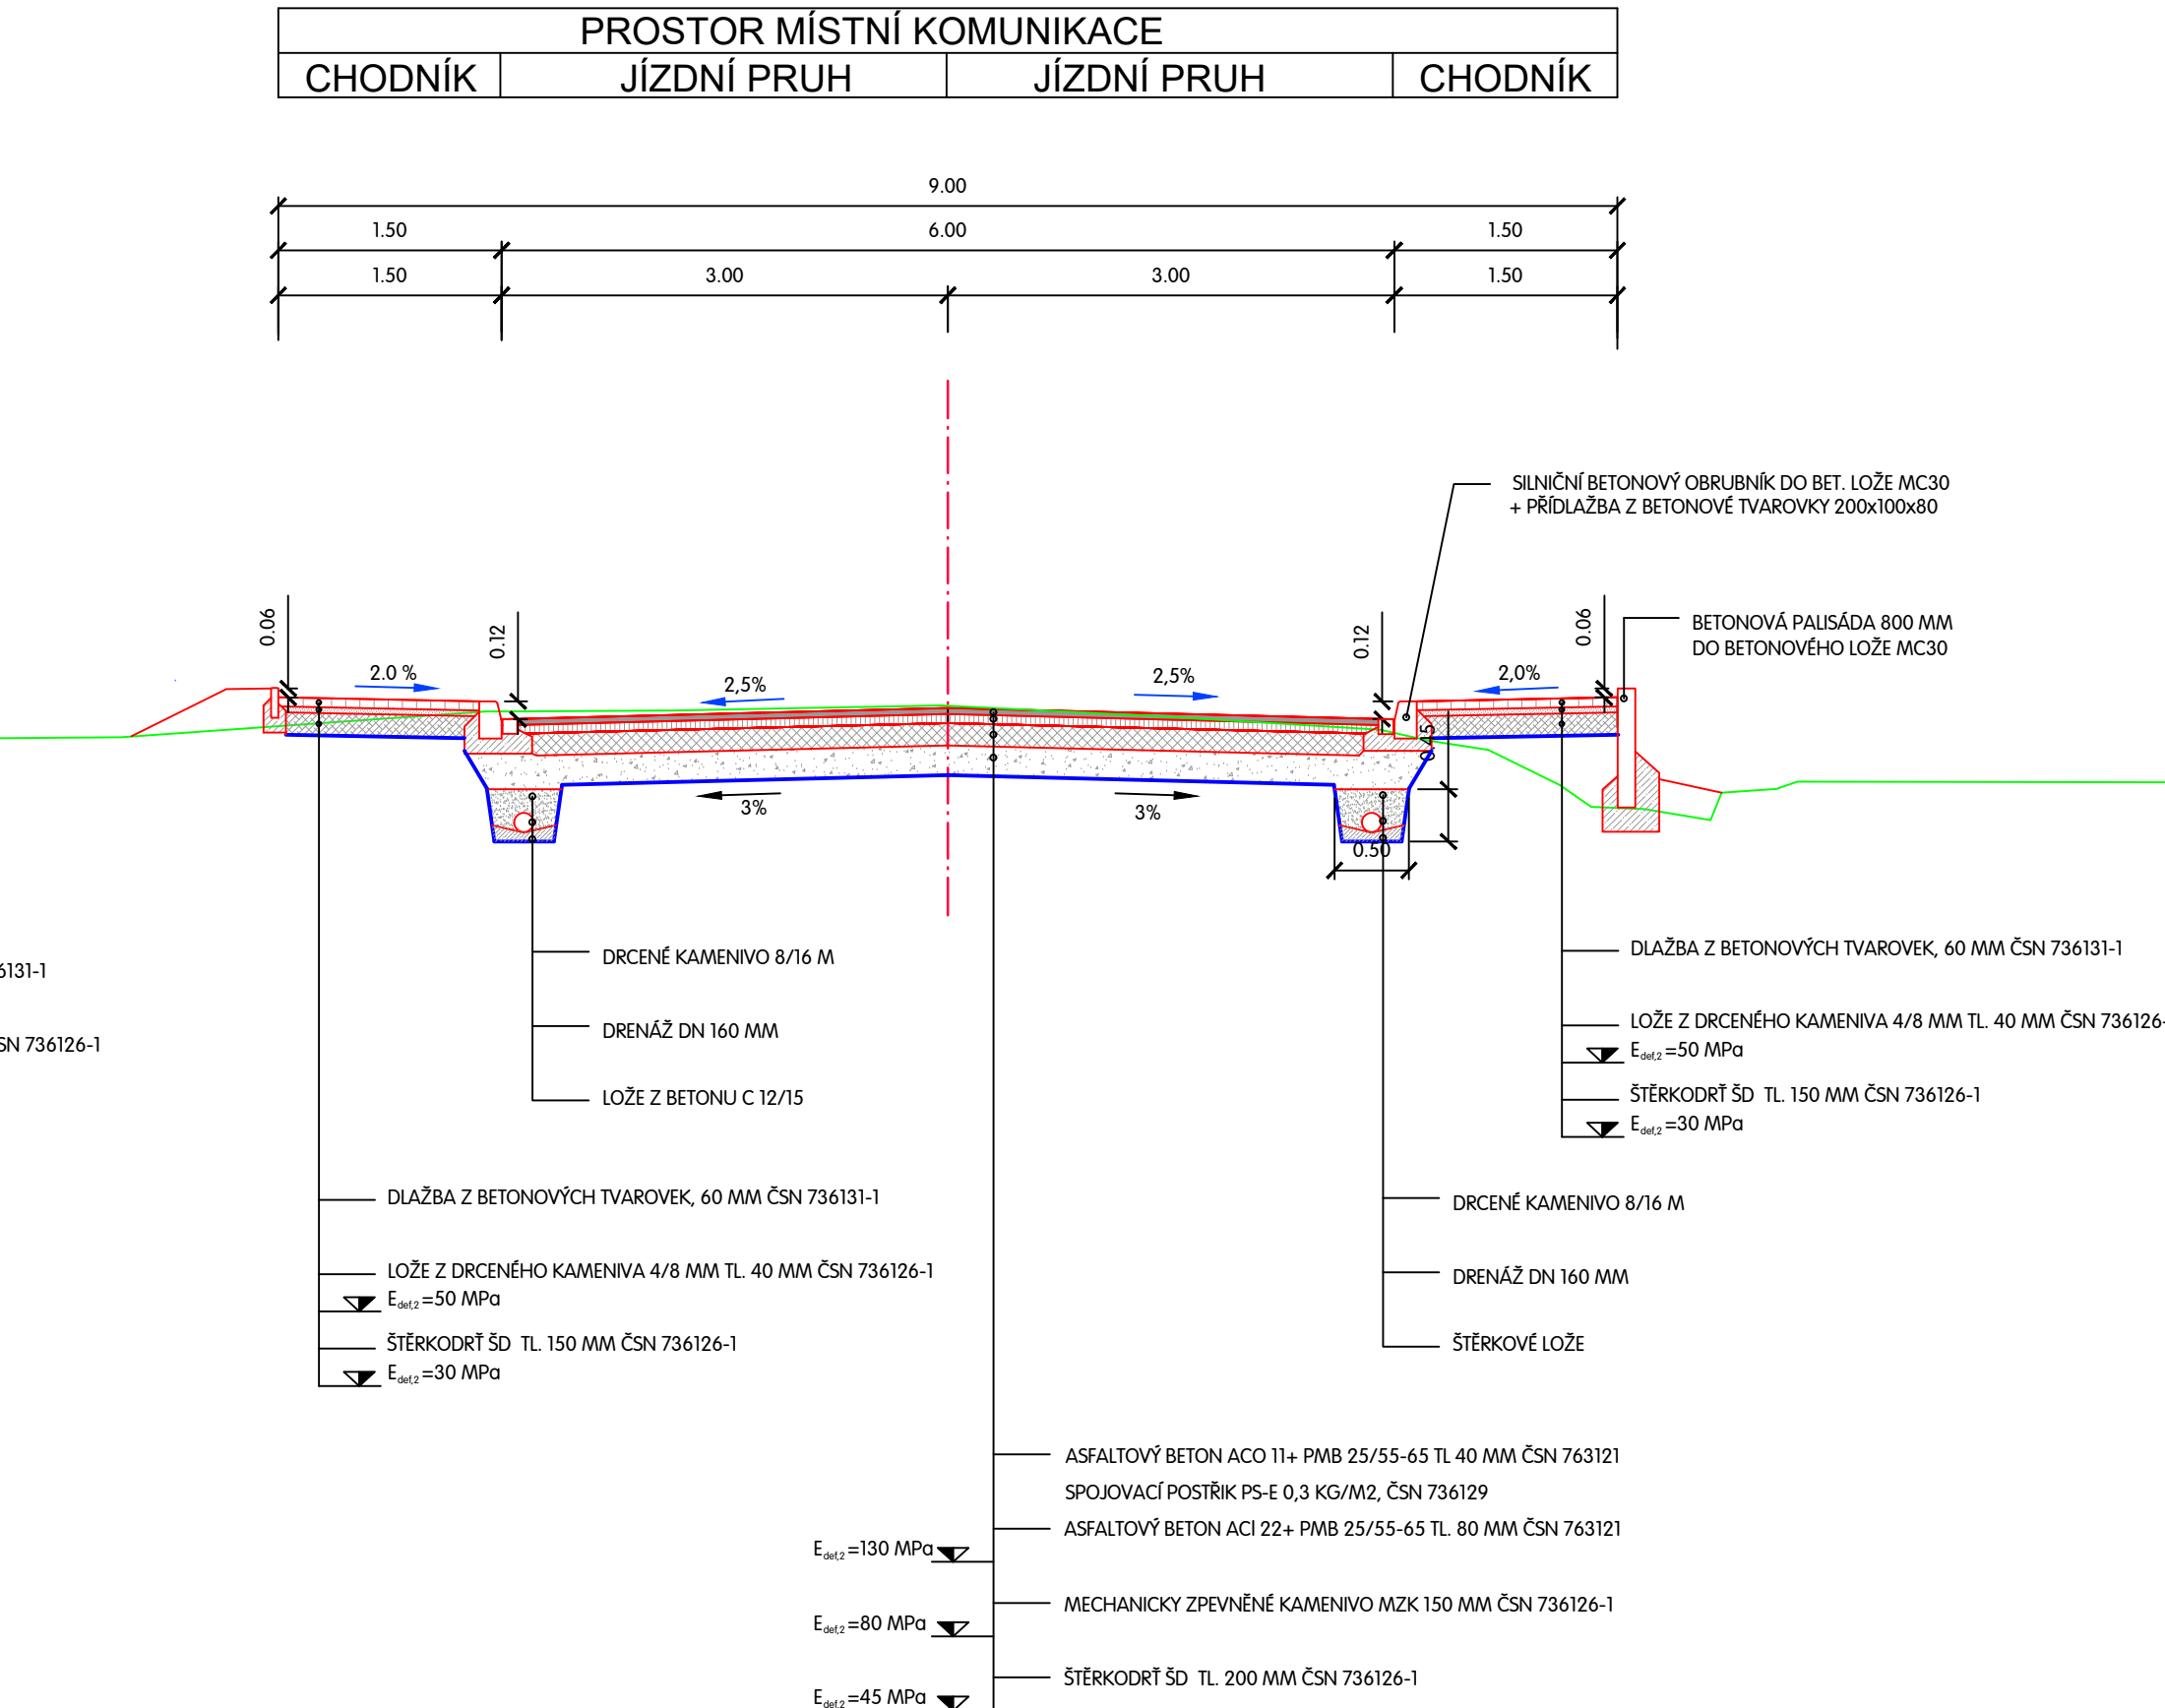 PROSTOR MÍSTNÍ KOMUNIKACE
CHODNÍK JÍZDNÍ PRUH JÍZDNÍ PRUH CHODNÍK
9.00
1.50 6.00 1.50
1.50 3.00 3.00 1.50
SILNIČNÍ BETONOVÝ OBRUBNÍK DO BET. LOŽE MC30
+ PŘÍDLAŽBA Z BETONOVÉ TVAROVKY 200x100x80
0.06 0.12 0.12 0.06
BETONOVÁ PALISÁDA 800 MM
DO BETONOVÉHO LOŽE MC30
2.0 % 2,5% 2,5% 2,0%
0.45
3% 3%
0.50
DRCENÉ KAMENIVO 8/16 M
DRENÁŽ DN 160 MM
LOŽE Z BETONU C 12/15
6131-1
SN 736126-1
DLAŽBA Z BETONOVÝCH TVAROVEK, 60 MM ČSN 736131-1
LOŽE Z DRCENÉHO KAMENIVA 4/8 MM TL. 40 MM ČSN 736126-
Edef,2 =50 MPa
ŠTĚRKODRŤ ŠD TL. 150 MM ČSN 736126-1
Edef,2 =30 MPa
DLAŽBA Z BETONOVÝCH TVAROVEK, 60 MM ČSN 736131-1
LOŽE Z DRCENÉHO KAMENIVA 4/8 MM TL. 40 MM ČSN 736126-1
Edef,2 =50 MPa
ŠTĚRKODRŤ ŠD TL. 150 MM ČSN 736126-1
Edef,2 =30 MPa
DRCENÉ KAMENIVO 8/16 M
DRENÁŽ DN 160 MM
ŠTĚRKOVÉ LOŽE
ASFALTOVÝ BETON ACO 11+ PMB 25/55-65 TL 40 MM ČSN 763121
SPOJOVACÍ POSTŘIK PS-E 0,3 KG/M2, ČSN 736129
ASFALTOVÝ BETON ACl 22+ PMB 25/55-65 TL. 80 MM ČSN 763121
Edef,2 =130 MPa
MECHANICKY ZPEVNĚNÉ KAMENIVO MZK 150 MM ČSN 736126-1
Edef,2 =80 MPa
ŠTĚRKODRŤ ŠD TL. 200 MM ČSN 736126-1
Edef,2 =45 MPa